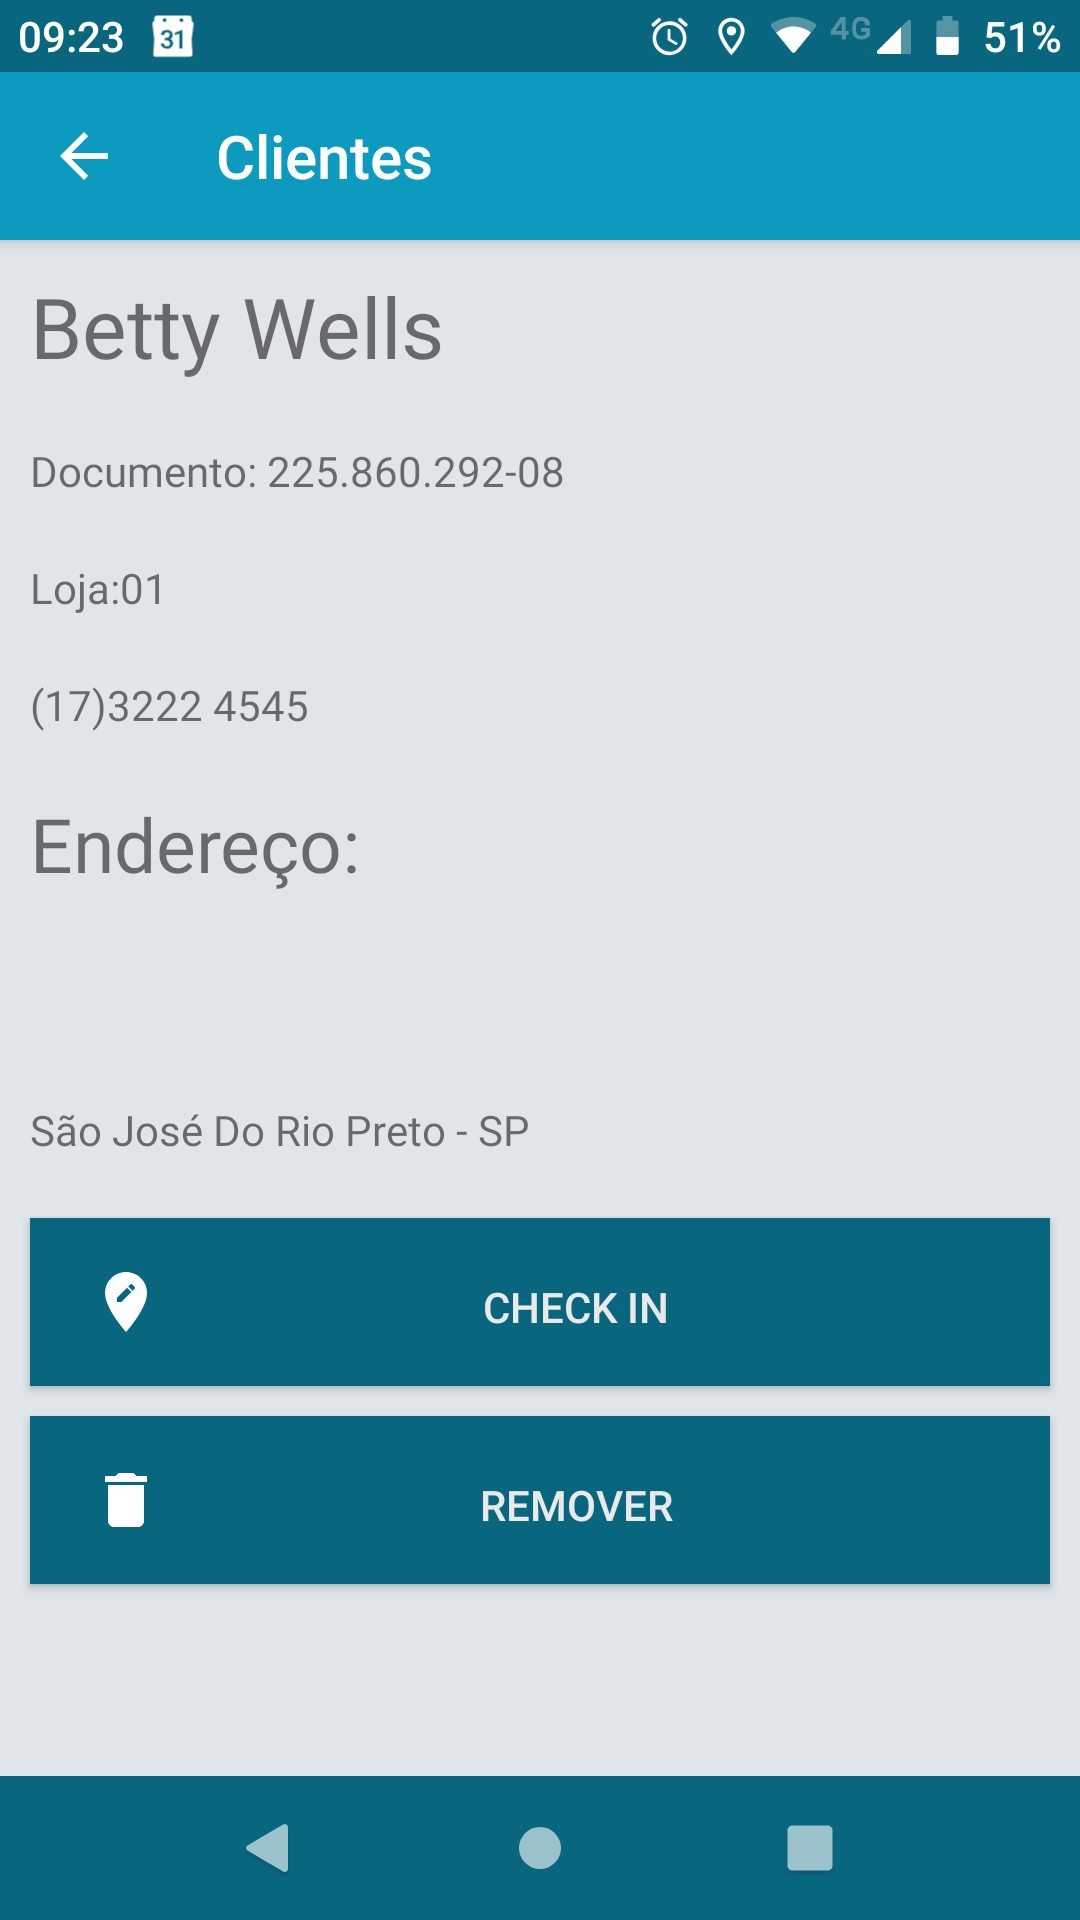 09:23 31 4G 51%
Clientes
Betty Wells
Documento: 225.860.292-08
Loja:01
(17)3222 4545
Endereço:
São José Do Rio Preto - SP
CHECK IN
REMOVER